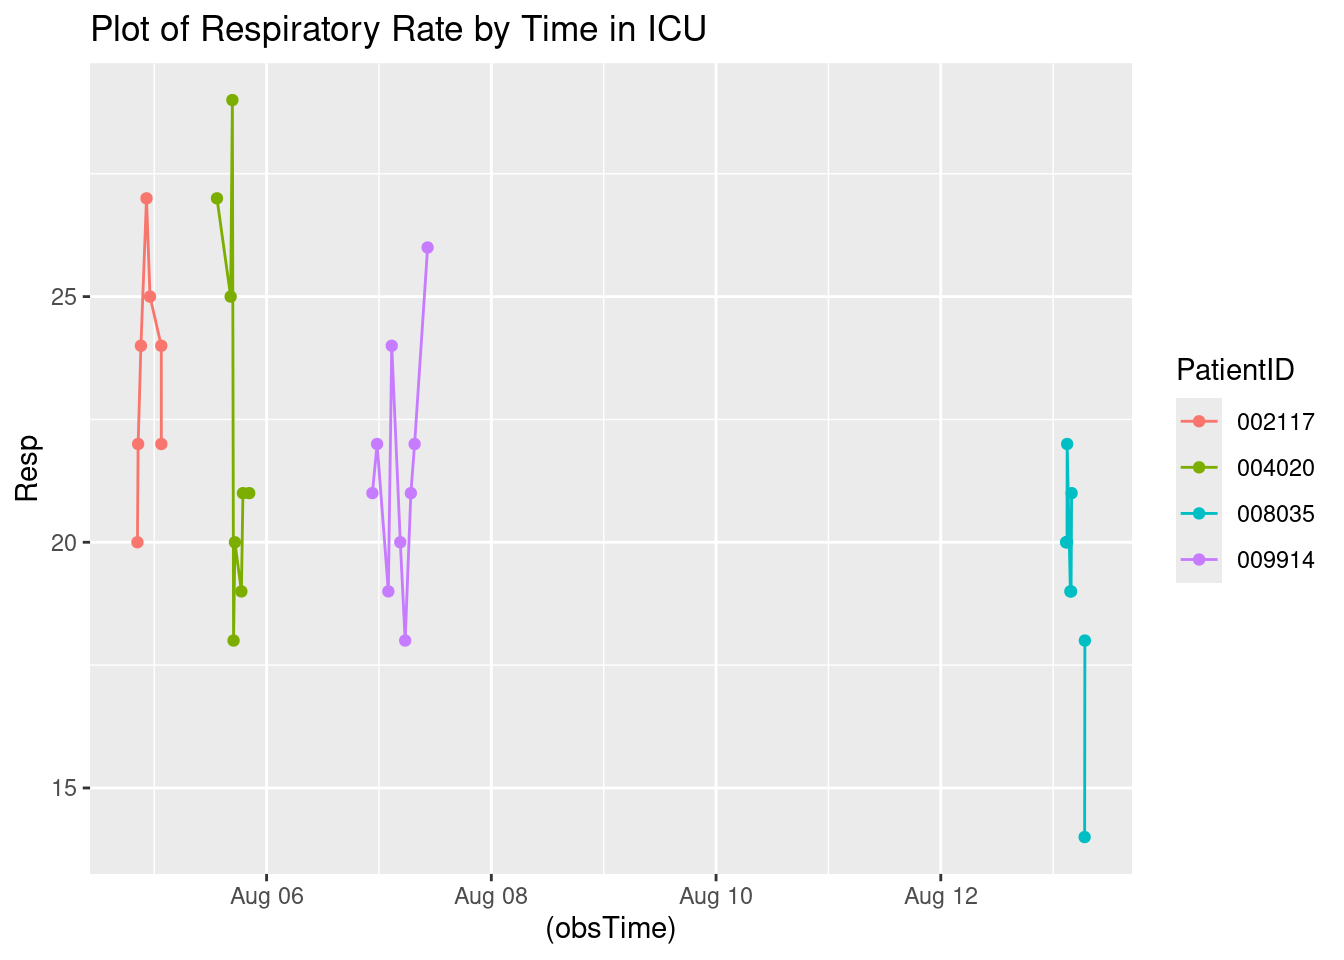 Plot of Respiratory Rate by Time in ICU
Resp
25
20
15
Aug 06
Aug 08
Aug 10
Aug 12
(obsTime)
PatientID
002117
004020
008035
009914